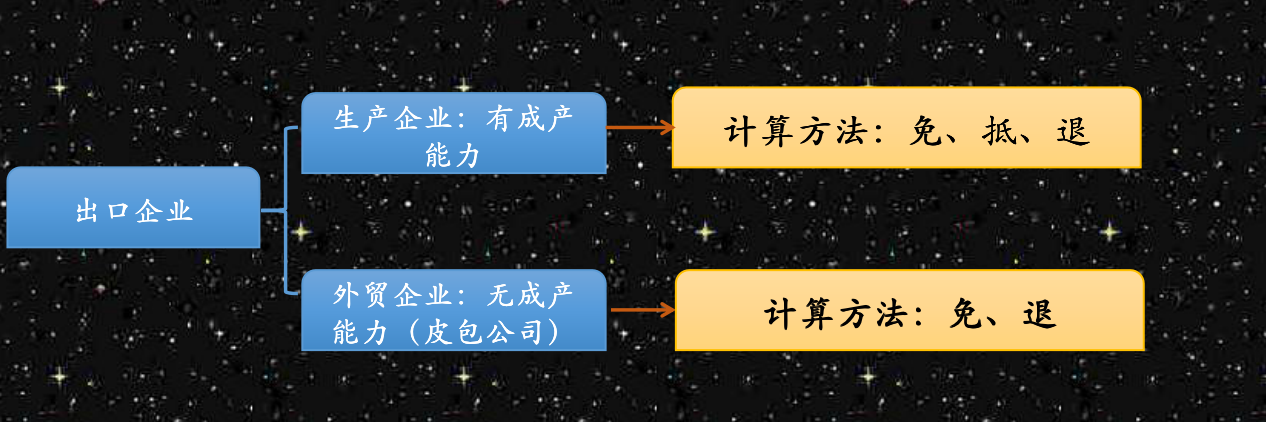 生产企业：有成产
能力
计算方法：免、抵、退
出口企业
外贸企业：无成产
能力（皮包公司）
计算方法：免、退